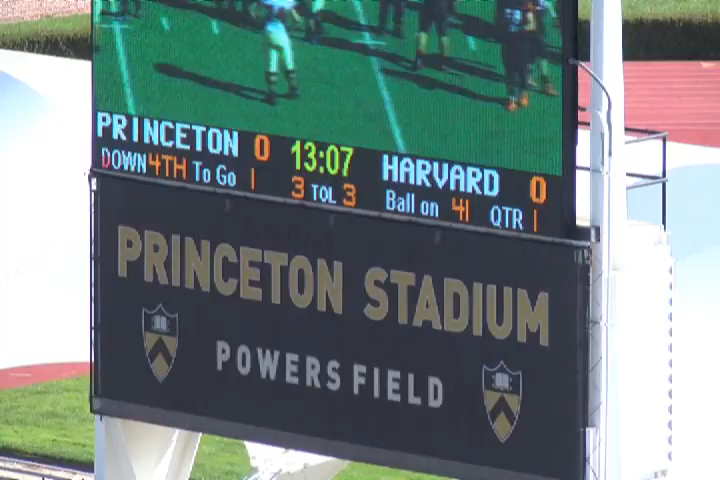 PRINCETON 0 13:07 HARVARD 0
DOWN 4TH To Go 1 3 TOL 3 Ball on 41 QTR 1
PRINCETON STADIUM
POWERS FIELD